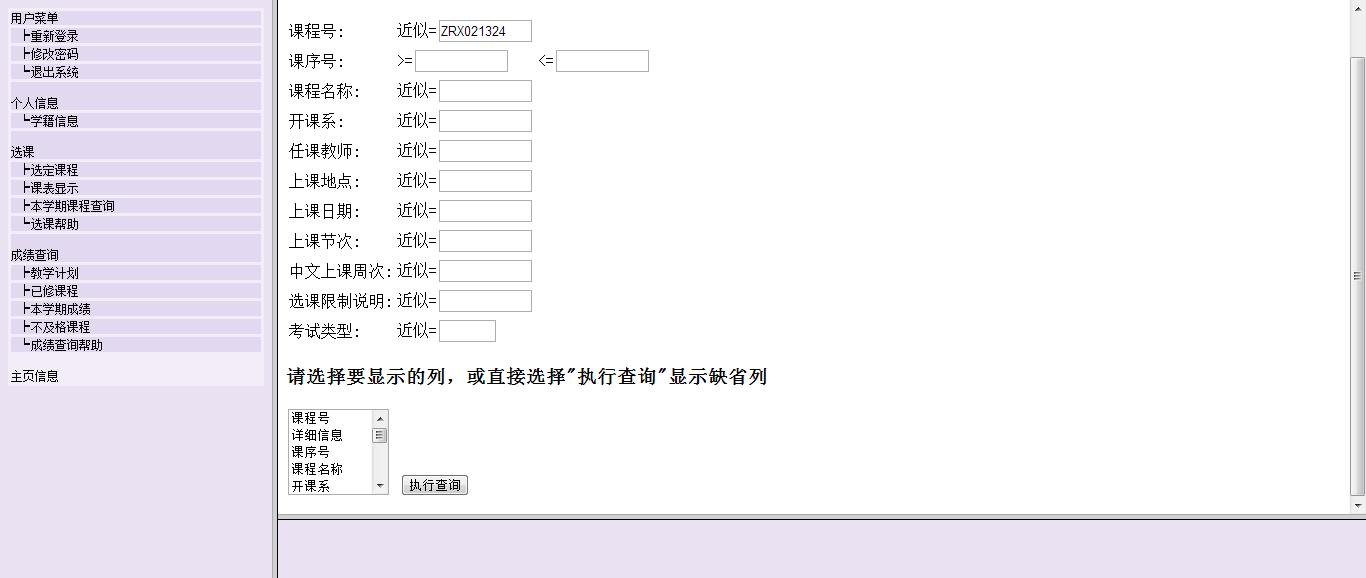 用户菜单
┣重新登录
┣修改密码
┗退出系统
个人信息
┗学籍信息
选课
┣选定课程
┣课表显示
┣本学期课程查询
┗选课帮助
成绩查询
┣教学计划
┣已修课程
┣本学期成绩
┣不及格课程
┗成绩查询帮助
主页信息
课程号: 近似= ZRX021324
课序号: >= <=
课程名称: 近似=
开课系: 近似=
任课教师: 近似=
上课地点: 近似=
上课日期: 近似=
上课节次: 近似=
中文上课周次: 近似=
选课限制说明: 近似=
考试类型: 近似=
请选择要显示的列，或直接选择"执行查询"显示缺省列
课程号
详细信息
课序号
课程名称
开课系
执行查询